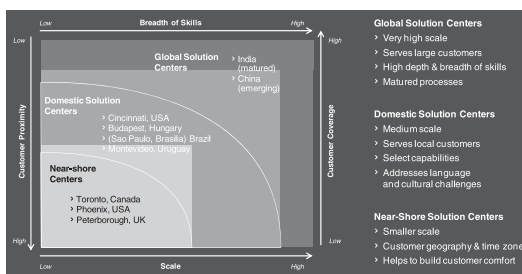 Low
Breadth of Skills
High
Low
High
Customer Proximity
Customer Coverage
High
Low
Low
Scale
High
Global Solution
Centers
› India
(matured)
› China
(emerging)
Domestic Solution
Centers
› Cincinnati, USA
› Budapest, Hungary
› (Sao Paulo, Brasilia) Brazil
› Montevideo, Uruguay
Near-shore
Centers
› Toronto, Canada
› Phoenix, USA
› Peterborough, UK
Global Solution Centers
› Very high scale
› Serves large customers
› High depth & breadth of skills
› Matured processes
Domestic Solution Centers
› Medium scale
› Serves local customers
› Select capabilities
› Addresses language
and cultural challenges
Near-Shore Solution Centers
› Smaller scale
› Customer geography & time zone
› Helps to build customer comfort